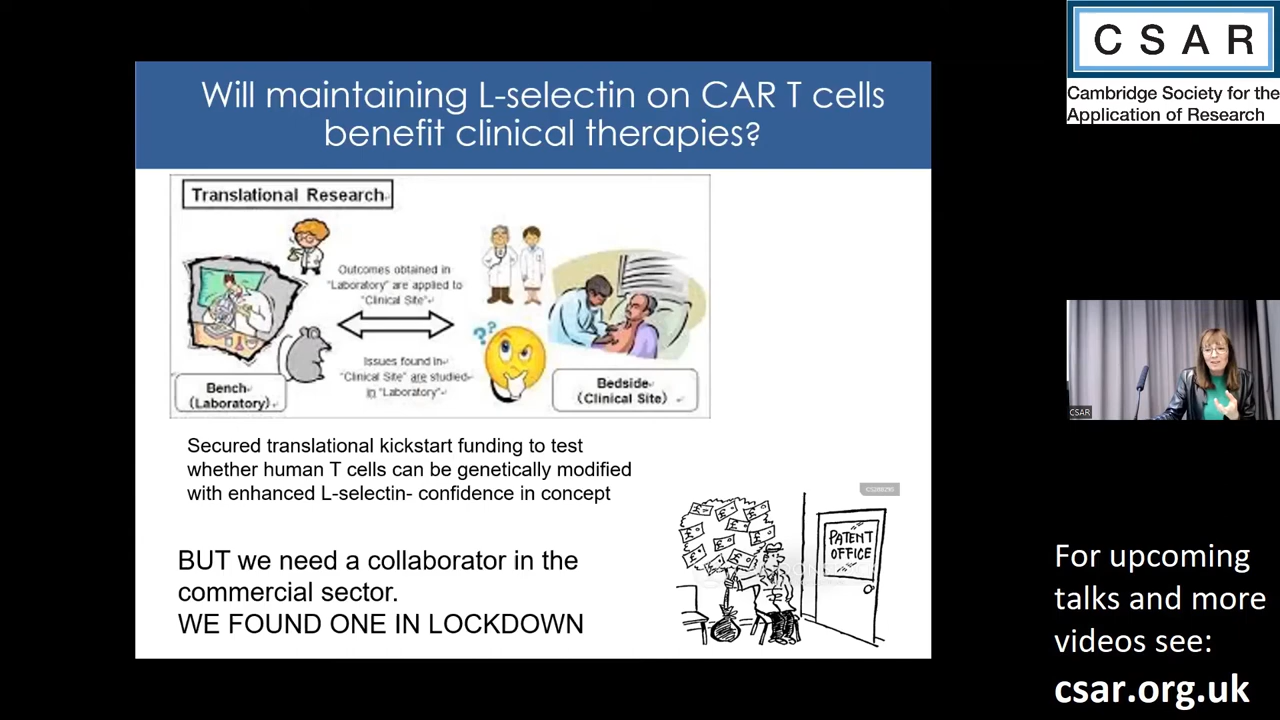 Will maintaining L-selectin on CAR T cells
benefit clinical therapies?
Translational Research
Outcomes obtained in
"Laboratory" are applied to
"Clinical Site"
Issues found in
"Clinical Site" are studied
in "Laboratory"
Bench
(Laboratory)
Bedside
(Clinical Site)
??
Secured translational kickstart funding to test
whether human T cells can be genetically modified
with enhanced L-selectin- confidence in concept
BUT we need a collaborator in the
commercial sector.
WE FOUND ONE IN LOCKDOWN
PATENT
OFFICE
CSAR
Cambridge Society for the
Application of Research
CSAR
For upcoming
talks and more
videos see:
csar.org.uk